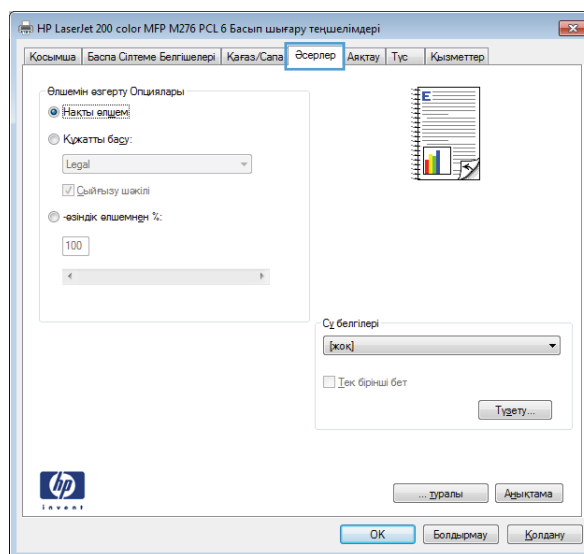 HP LaserJet 200 color MFP M276 PCL 6 Басып шығару теңшелімдері
Қосымша Баспа Сілтеме Белгішелері Қағаз/Сапа Әсерлер Аяқтау Түс Қызметтер
Өлшемін өзгерту Опциялары
Нақты өлшем
Құжатты басу:
Legal
Сыйғызу шәкілі
-өзіндік өлшемнен %:
100
E
Су белгілері
[жоқ]
Тек бірінші бет
Түзету...
hp
invent
... туралы Анықтама
OK Болдырмау Қолдану